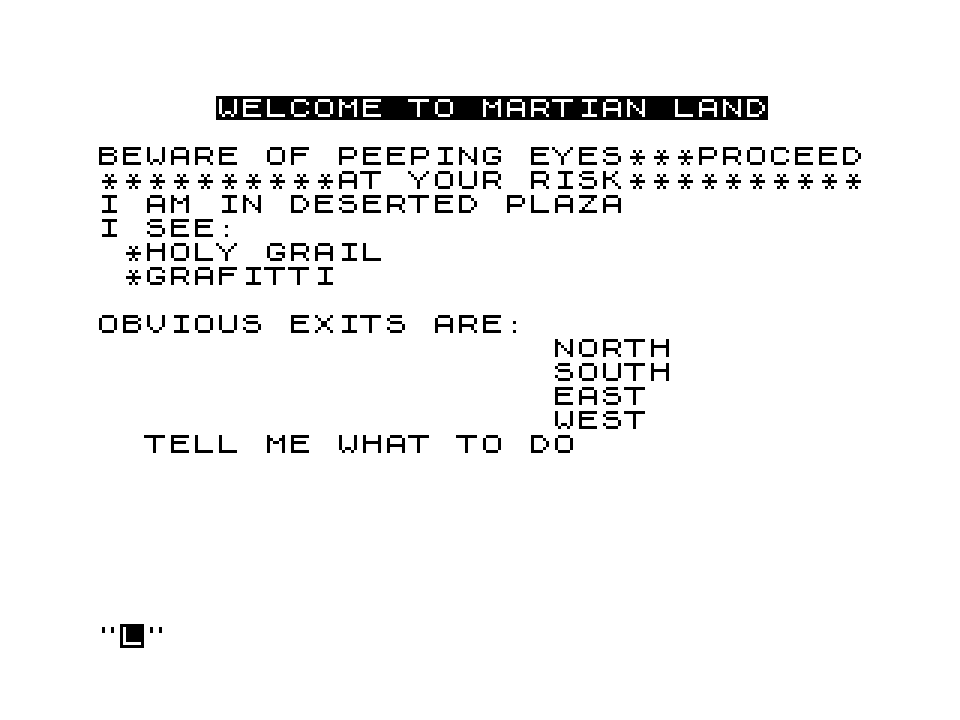 WELCOME TO MARTIAN LAND
BEWARE OF PEEPING EYES***PROCEED
**********AT YOUR RISK**********
I AM IN DESERTED PLAZA
I SEE:
*HOLY GRAIL
*GRAFITTI
OBVIOUS EXITS ARE:
NORTH
SOUTH
EAST
WEST
TELL ME WHAT TO DO
"L"